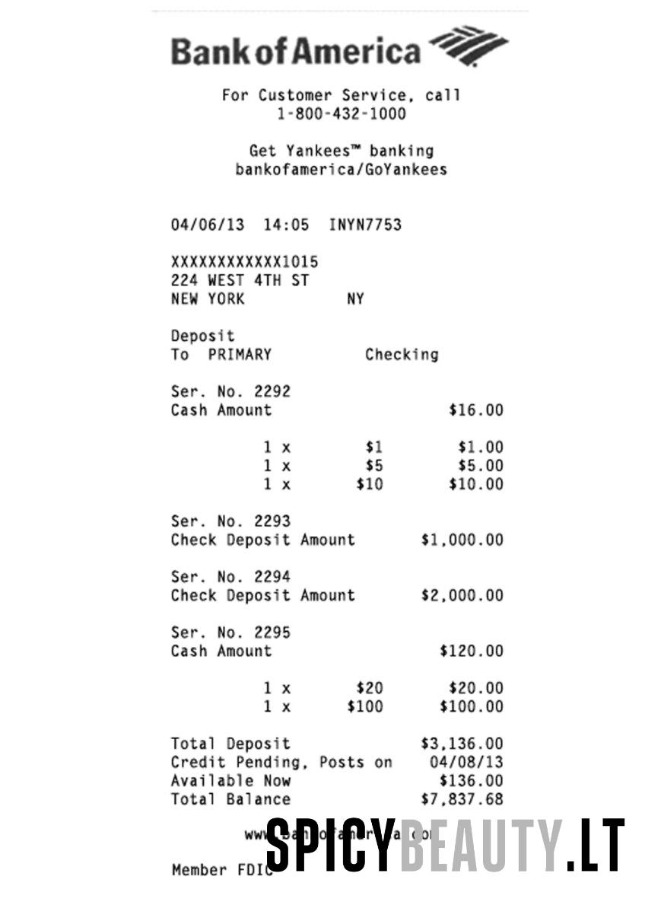 Bank of America
For Customer Service, call
1-800-432-1000
Get Yankees™ banking
bankofamerica/GoYankees
04/06/13 14:05 INYN7753
XXXXXXXXXXXX1015
224 WEST 4TH ST
NEW YORK NY
Deposit
To PRIMARY Checking
Ser. No. 2292
Cash Amount $16.00
1 x $1 $1.00
1 x $5 $5.00
1 x $10 $10.00
Ser. No. 2293
Check Deposit Amount $1,000.00
Ser. No. 2294
Check Deposit Amount $2,000.00
Ser. No. 2295
Cash Amount $120.00
1 x $20 $20.00
1 x $100 $100.00
Total Deposit $3,136.00
Credit Pending, Posts on 04/08/13
Available Now $136.00
Total Balance $7,837.68
SPICYBEAUTY.LT
Member FDIC